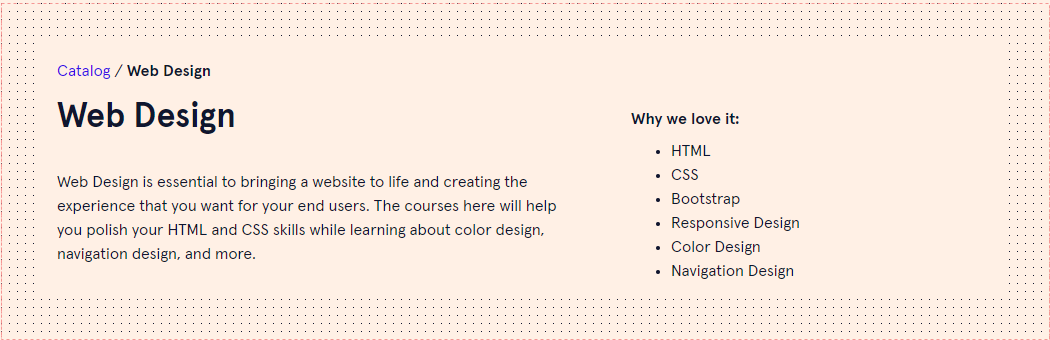 Catalog / Web Design
Web Design
Web Design is essential to bringing a website to life and creating the
experience that you want for your end users. The courses here will help
you polish your HTML and CSS skills while learning about color design,
navigation design, and more.
Why we love it:
• HTML
• CSS
• Bootstrap
• Responsive Design
• Color Design
• Navigation Design